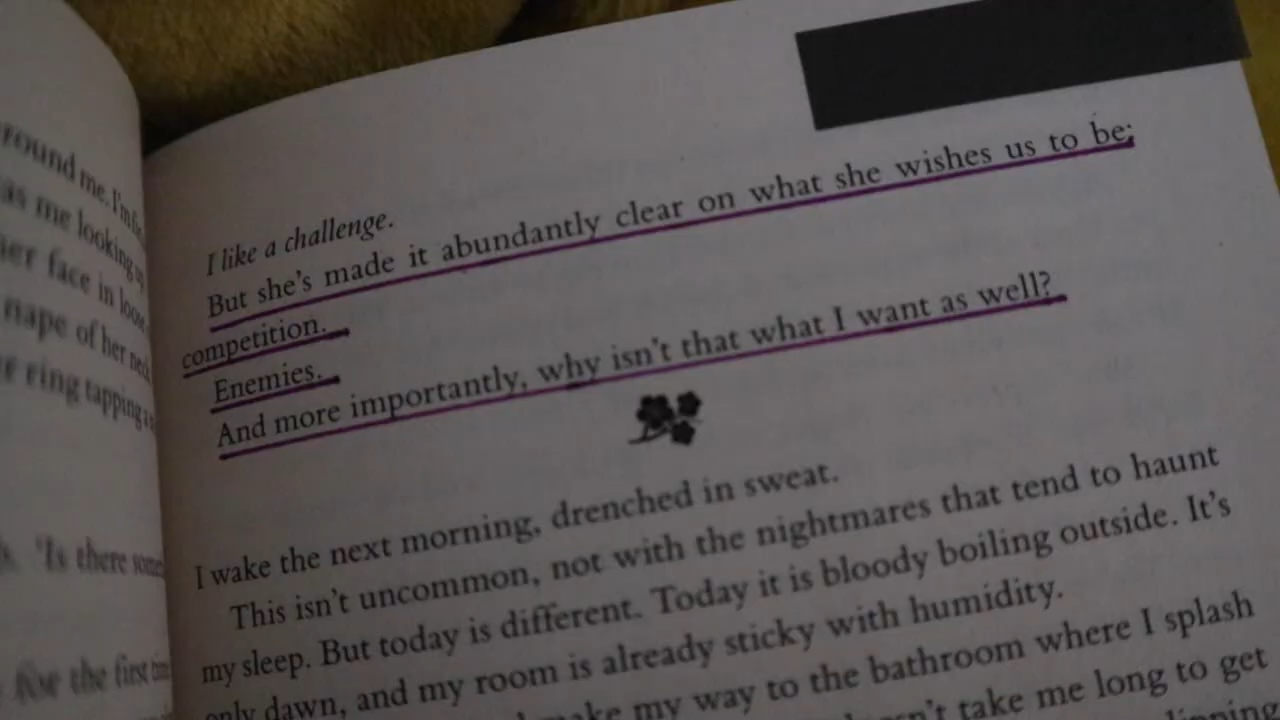 round me. I'm
as me looking
her face in
nape of her
ring tapping
'Is there
for the first
I like a challenge.
But she's made it abundantly clear on what she wishes us to be;
competition.
Enemies.
And more importantly, why isn't that what I want as well?
I wake the next morning, drenched in sweat.
This isn't uncommon, not with the nightmares that tend to haunt
my sleep. But today is different. Today it is bloody boiling outside. It's
only dawn, and my room is already sticky with humidity.
make my way to the bathroom where I splash
take me long to get